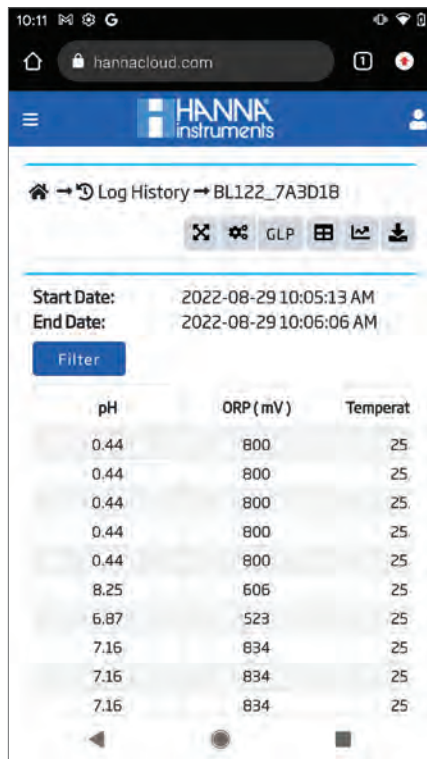 10:11 G
hannacloud.com 1
HANNA
instruments
Log History → BL122_7A3D1B
GLP
Start Date: 2022-08-29 10:05:13 AM
End Date: 2022-08-29 10:06:06 AM
Filter
pH ORP ( mV ) Temperat
0.44 800 25
0.44 800 25
0.44 800 25
0.44 800 25
0.44 800 25
8.25 606 25
6.87 523 25
7.16 834 25
7.16 834 25
7.16 834 25